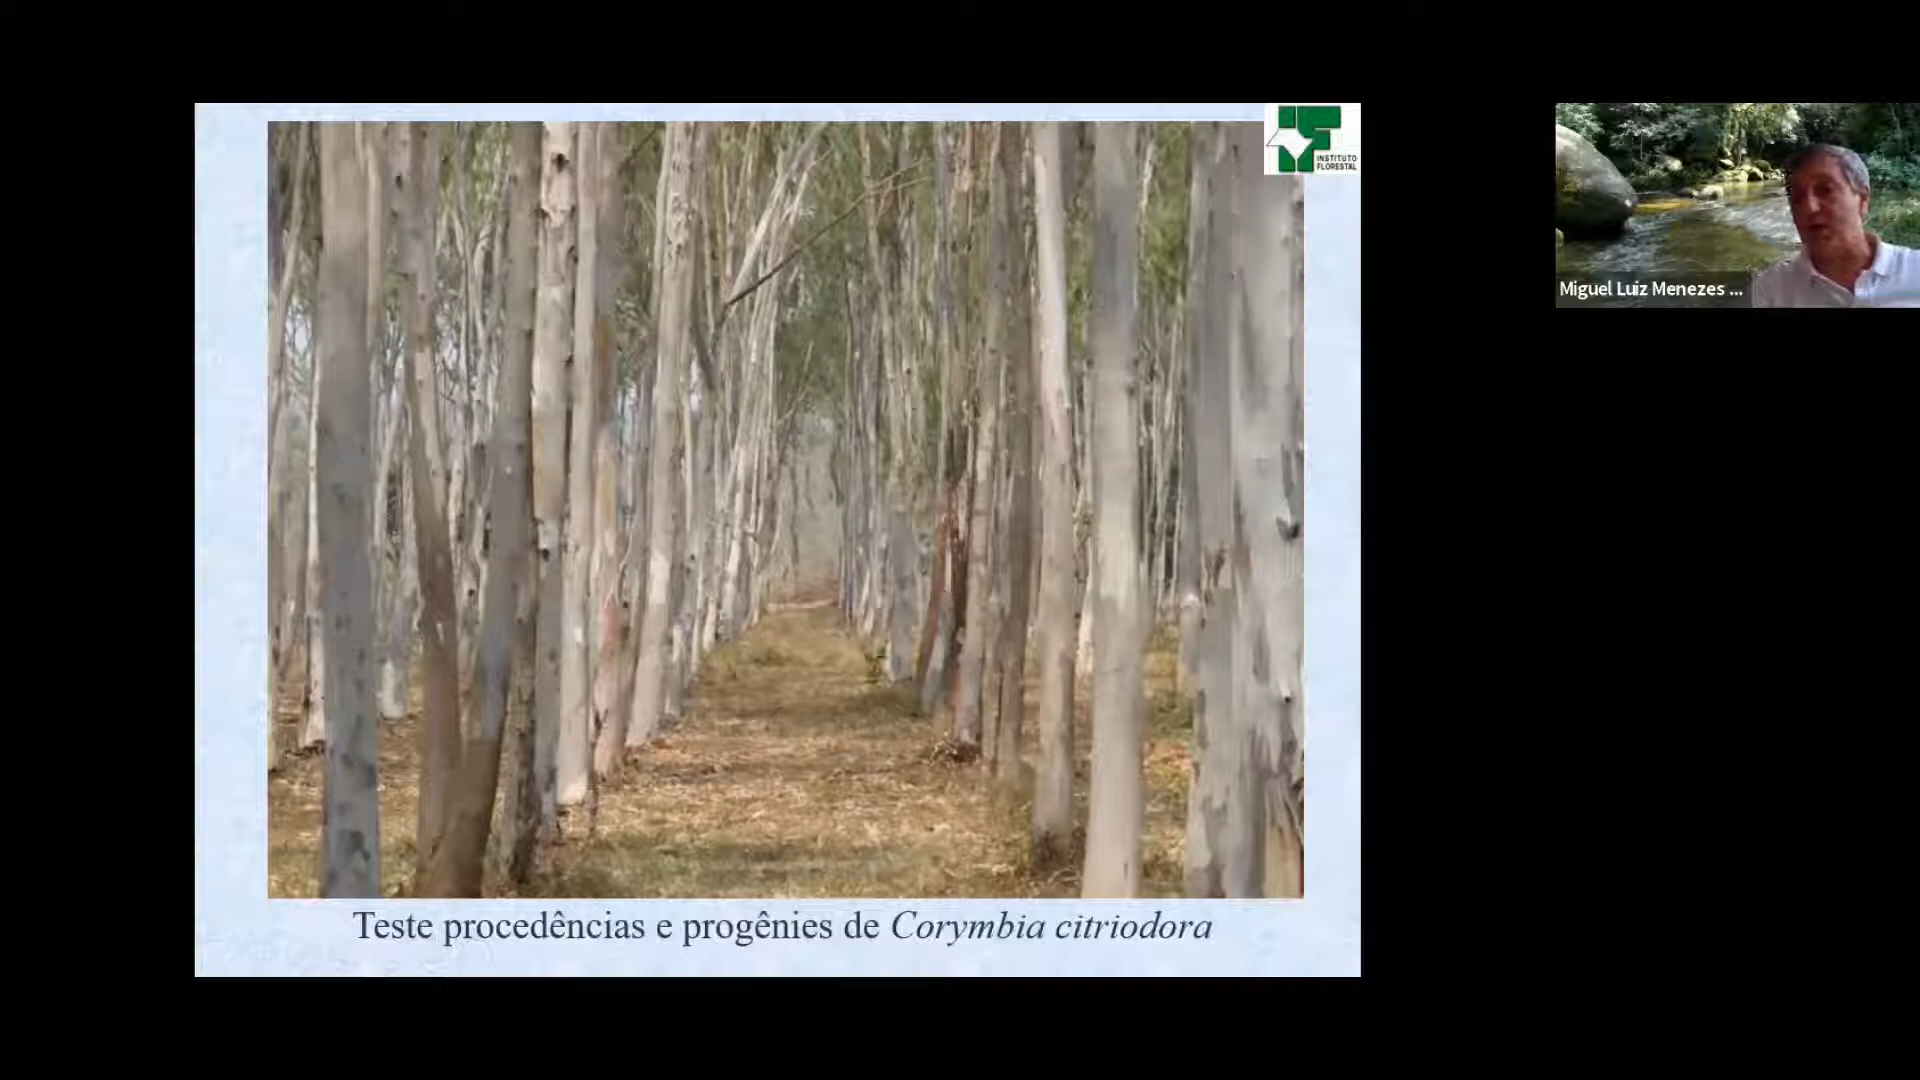 INSTITUTO
FLORESTAL
Miguel Luiz Menezes ...
Teste procedências e progênies de Corymbia citriodora